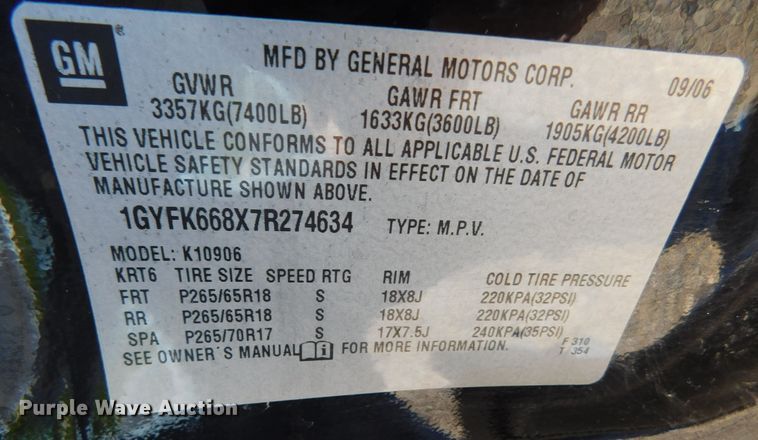 GM
MFD BY GENERAL MOTORS CORP. 09/06
GVWR GAWR FRT GAWR RR
3357KG(7400LB) 1633KG(3600LB) 1905KG(4200LB)
THIS VEHICLE CONFORMS TO ALL APPLICABLE U.S. FEDERAL MOTOR
VEHICLE SAFETY STANDARDS IN EFFECT ON THE DATE OF
MANUFACTURE SHOWN ABOVE.
1GYFK668X7R274634 TYPE: M.P.V.
MODEL: K10906
KRT6 TIRE SIZE SPEED RTG RIM COLD TIRE PRESSURE
FRT P265/65R18 S 18X8J 220KPA(32PSI)
RR P265/65R18 S 18X8J 220KPA(32PSI)
SPA P265/70R17 S 17X7.5J 240KPA(35PSI)
SEE OWNER'S MANUAL FOR MORE INFORMATION. F 310
T 354
Purple Wave Auction